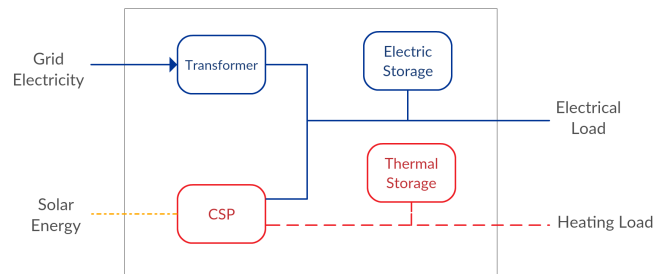 Grid
Electricity
Transformer
Electric
Storage
Electrical
Load
Thermal
Storage
Solar
Energy
CSP
Heating Load